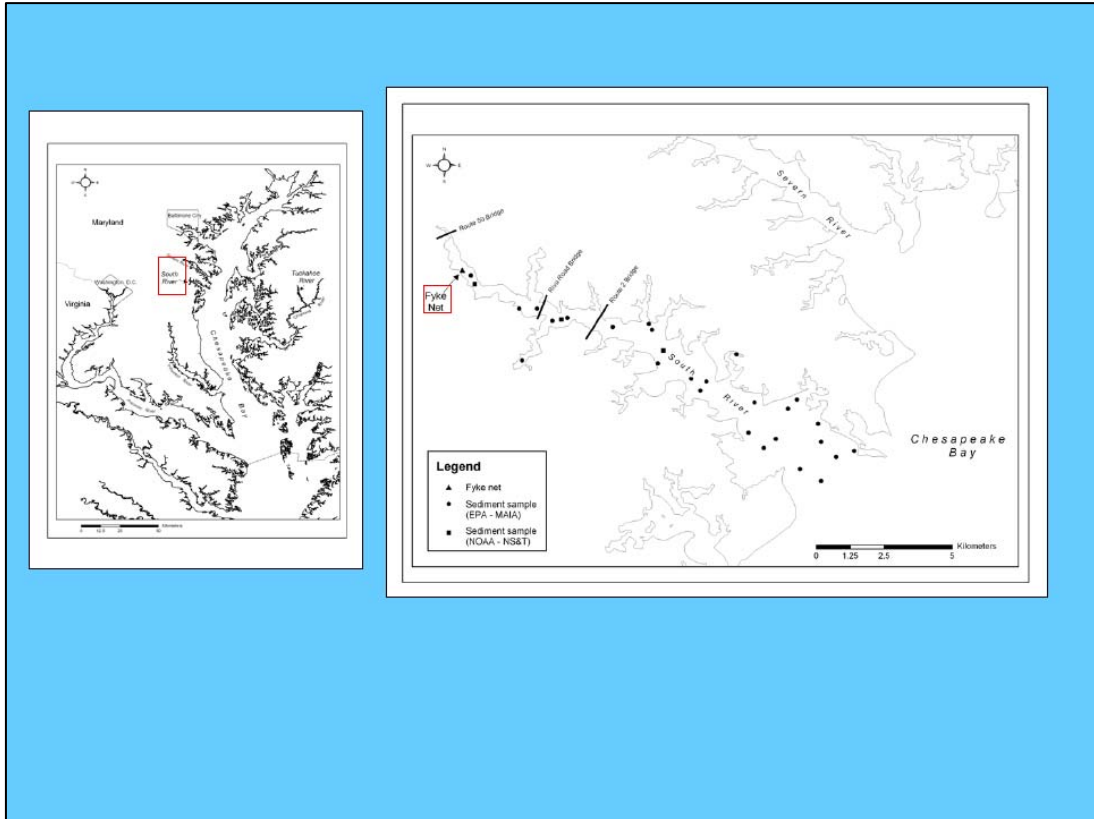 N
W
E
S
Maryland
Baltimore City
South
River
Tuckahoe
River
Washington, D.C.
Virginia
Chesapeake
Bay
Kilometers
N
W
E
S
Severn
River
Route 50 Bridge
Riva Road Bridge
Route 2 Bridge
Fyke
Net
South
River
Chesapeake
Bay
Legend
Fyke net
Sediment sample
(EPA - MAIA)
Sediment sample
(NOAA - NS&T)
Kilometers
0 1.25 2.5 5